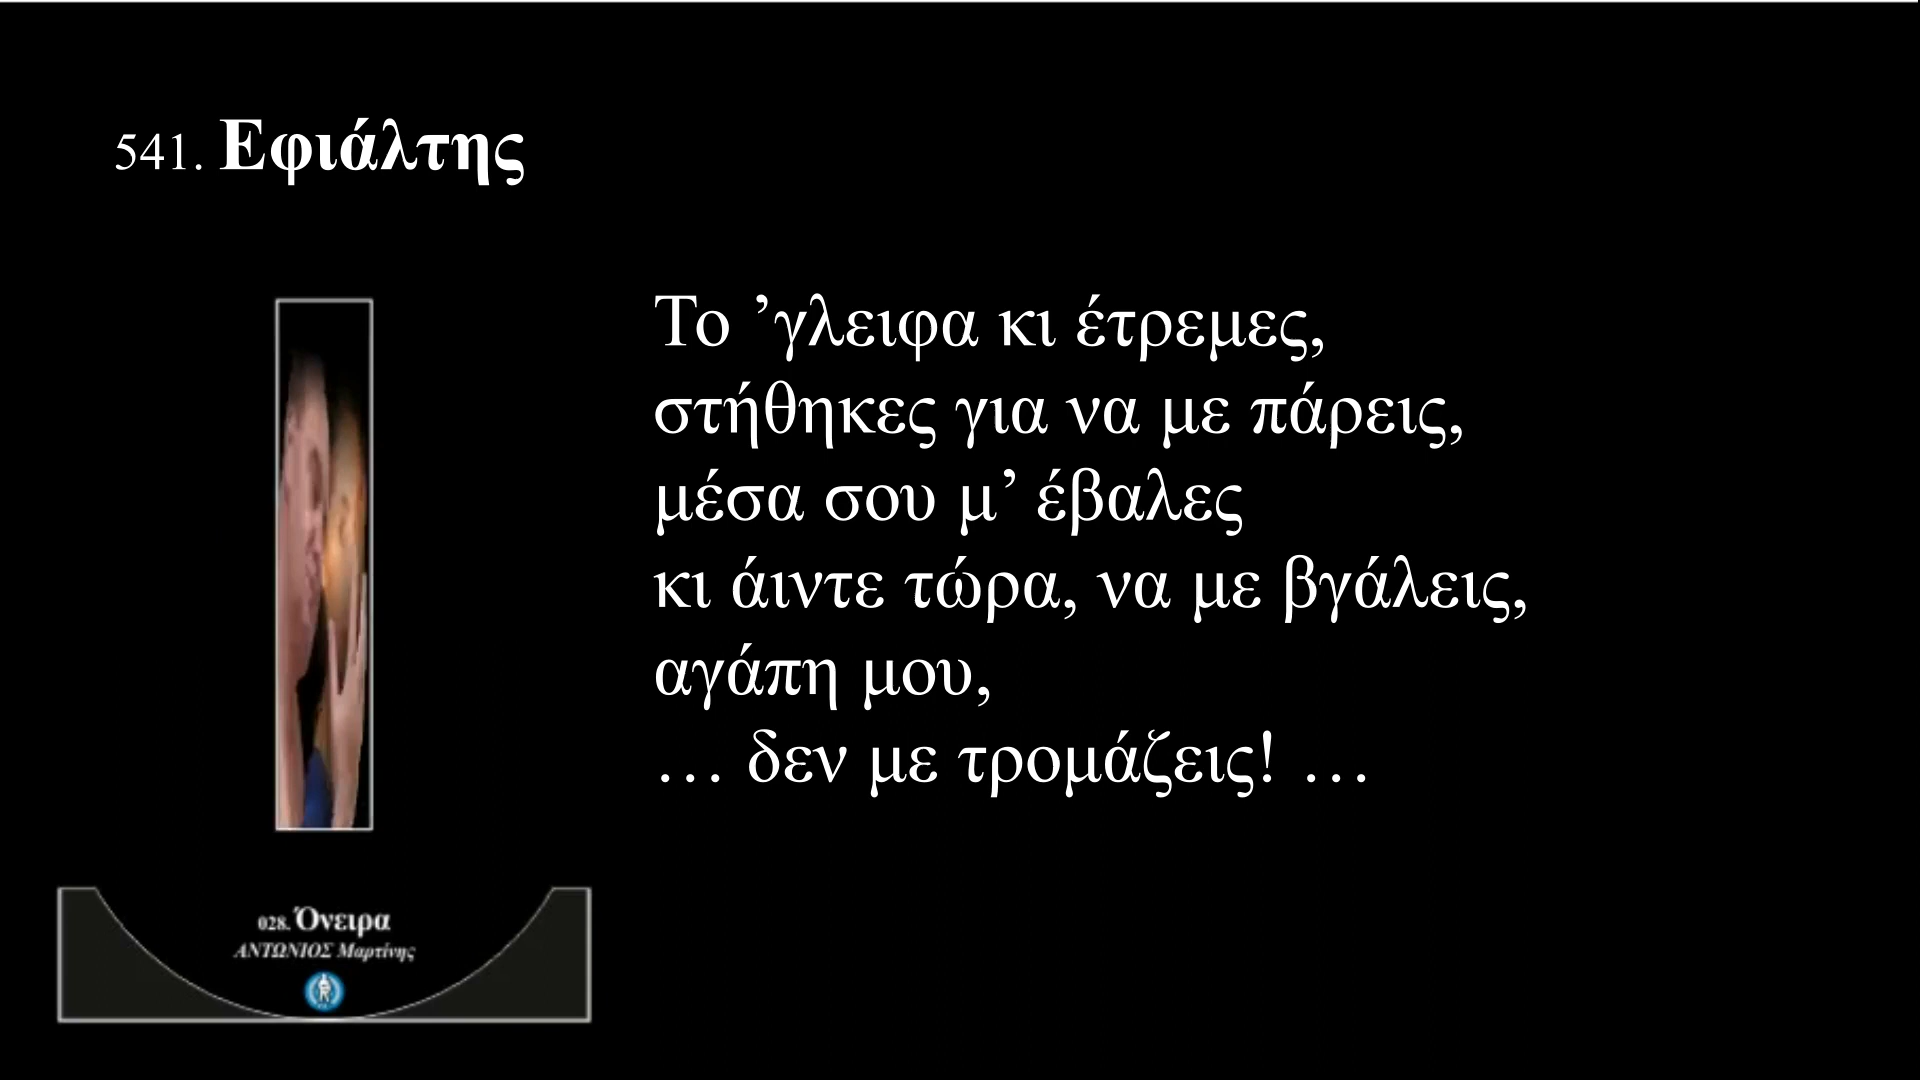 541. Εφιάλτης
Το ’γλειφα κι έτρεμες,
στήθηκες για να με πάρεις,
μέσα σου μ’ έβαλες
κι άιντε τώρα, να με βγάλεις,
αγάπη μου,
… δεν με τρομάζεις! …
028. Όνειρα
ΑΝΤΩΝΙΟΣ Μαρτίνης